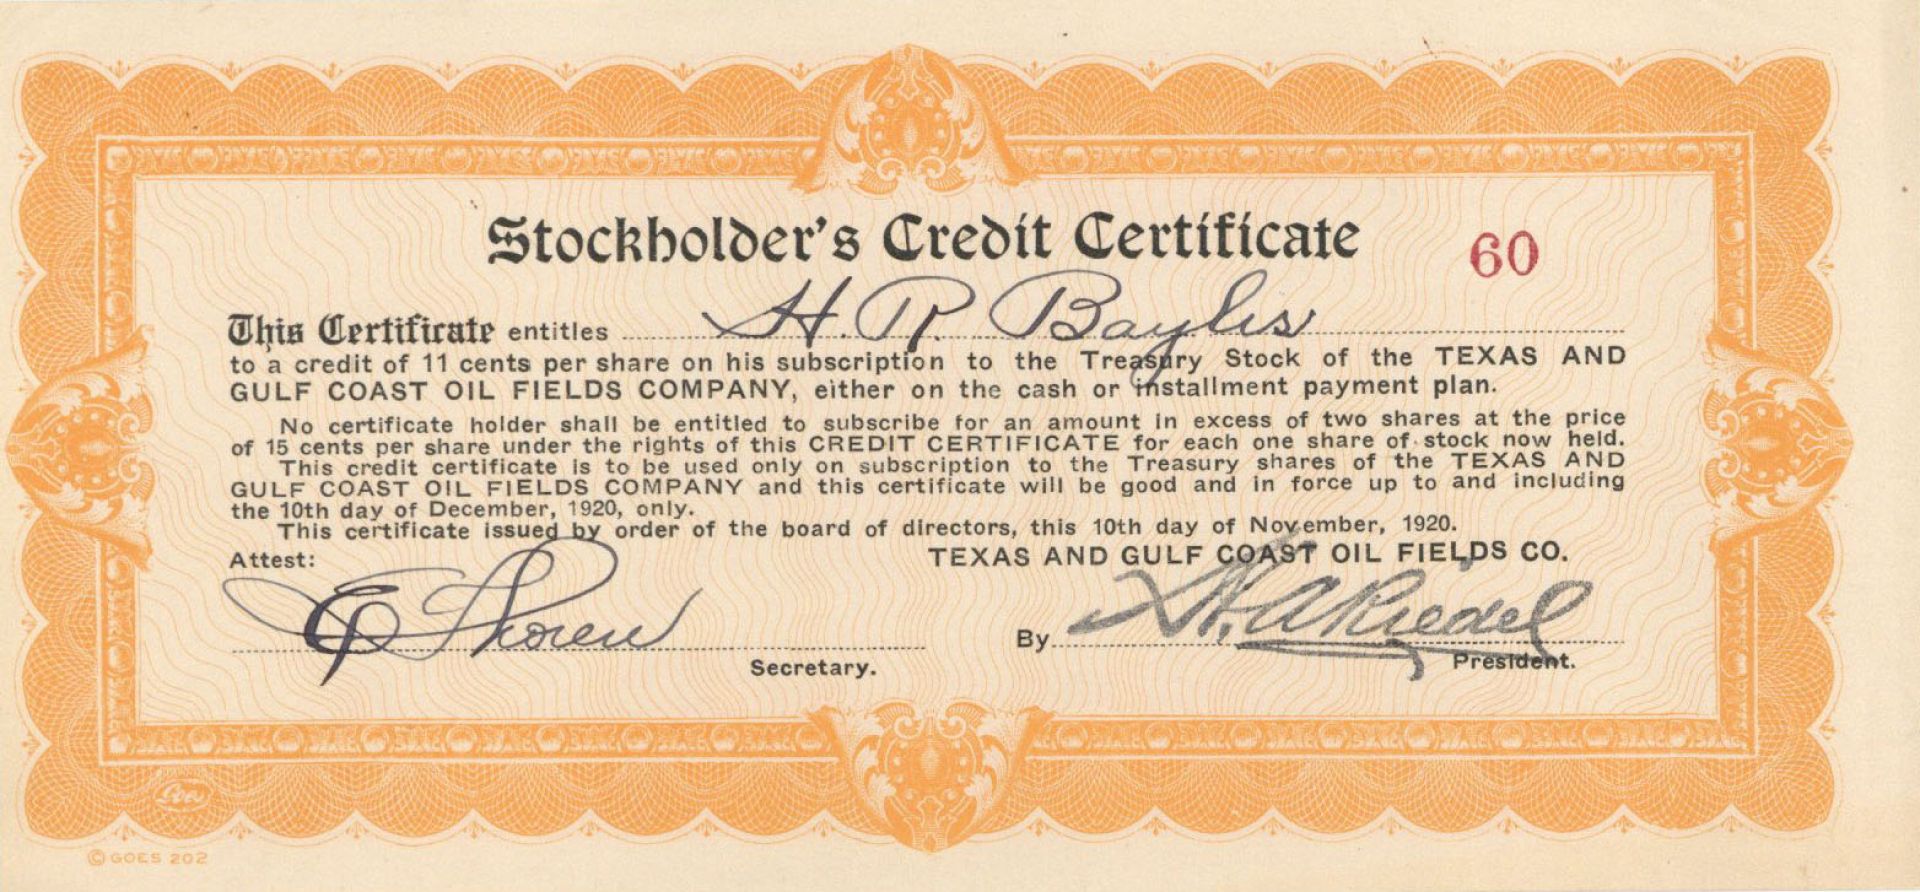 Stockholder's Credit Certificate
60
This Certificate entitles H. R. Baylis
to a credit of 11 cents per share on his subscription to the Treasury Stock of the TEXAS AND
GULF COAST OIL FIELDS COMPANY, either on the cash or installment payment plan.
No certificate holder shall be entitled to subscribe for an amount in excess of two shares at the price
of 15 cents per share under the rights of this CREDIT CERTIFICATE for each one share of stock now held.
This credit certificate is to be used only on subscription to the Treasury shares of the TEXAS AND
GULF COAST OIL FIELDS COMPANY and this certificate will be good and in force up to and including
the 10th day of December, 1920, only.
This certificate issued by order of the board of directors, this 10th day of November, 1920.
Attest:
TEXAS AND GULF COAST OIL FIELDS CO.
By H. A. Riedel
Secretary.
President.
Goes
© GOES 202